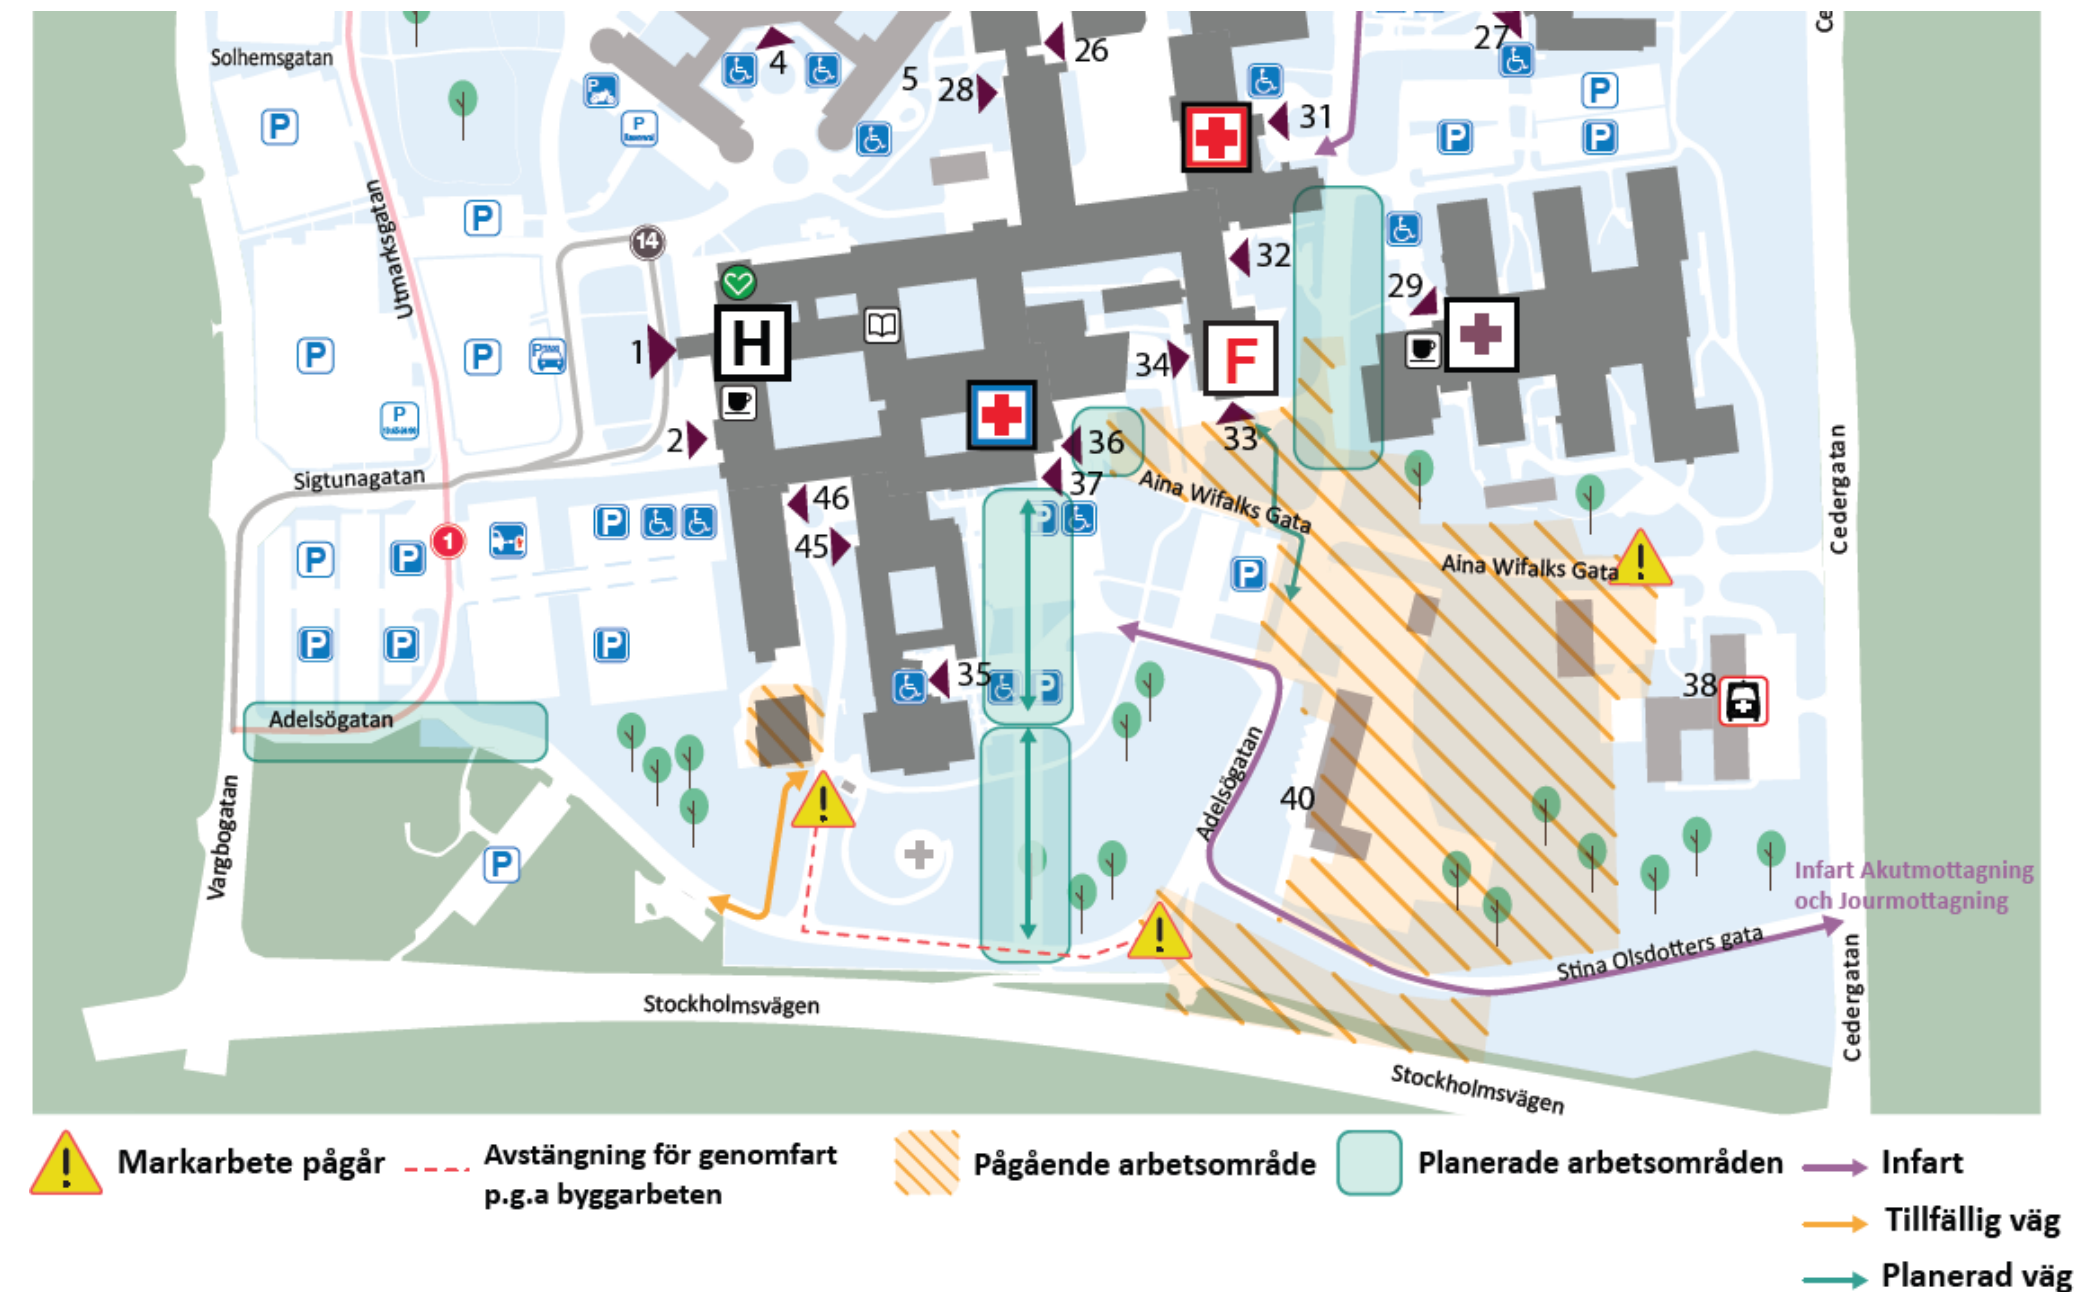 Solhemsgatan
Ce
4
5
26
27
28
31
P
P
P
P
P
Utmarksgatan
P
14
32
29
H
1
P
P
P
34
F
2
33
36
37
Aina Wifalks Gata
Sigtunagatan
46
45
P
P
P
P
1
P
Aina Wifalks Gata
Cedergatan
P
P
P
35
P
38
Adelsögatan
Vargbogatan
Adelsögatan
40
P
Infart Akutmottagning
och Jourmottagning
Stina Olsdotters gata
Cedergatan
Stockholmsvägen
Stockholmsvägen
Markarbete pågår
Avstängning för genomfart
p.g.a byggarbeten
Pågående arbetsområde
Planerade arbetsområden
Infart
Tillfällig väg
Planerad väg